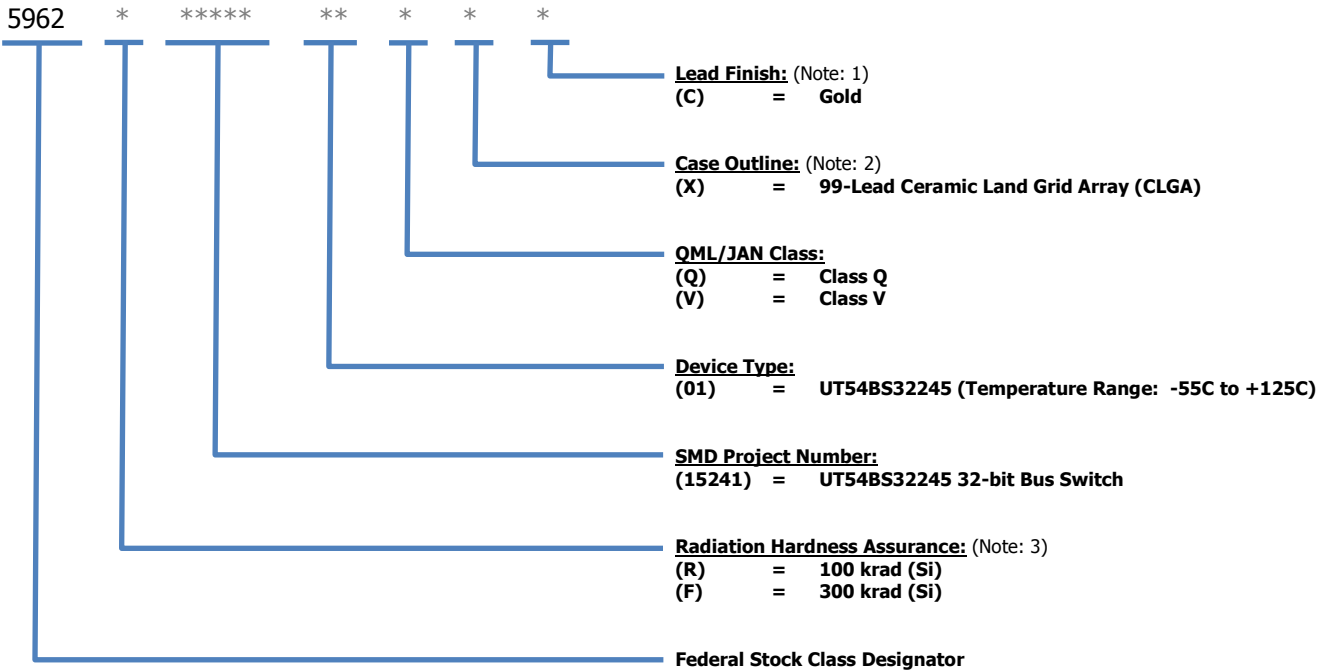 5962 * ***** ** * * *
Lead Finish: (Note: 1)
(C) = Gold
Case Outline: (Note: 2)
(X) = 99-Lead Ceramic Land Grid Array (CLGA)
QML/JAN Class:
(Q) = Class Q
(V) = Class V
Device Type:
(01) = UT54BS32245 (Temperature Range: -55C to +125C)
SMD Project Number:
(15241) = UT54BS32245 32-bit Bus Switch
Radiation Hardness Assurance: (Note: 3)
(R) = 100 krad (Si)
(F) = 300 krad (Si)
Federal Stock Class Designator